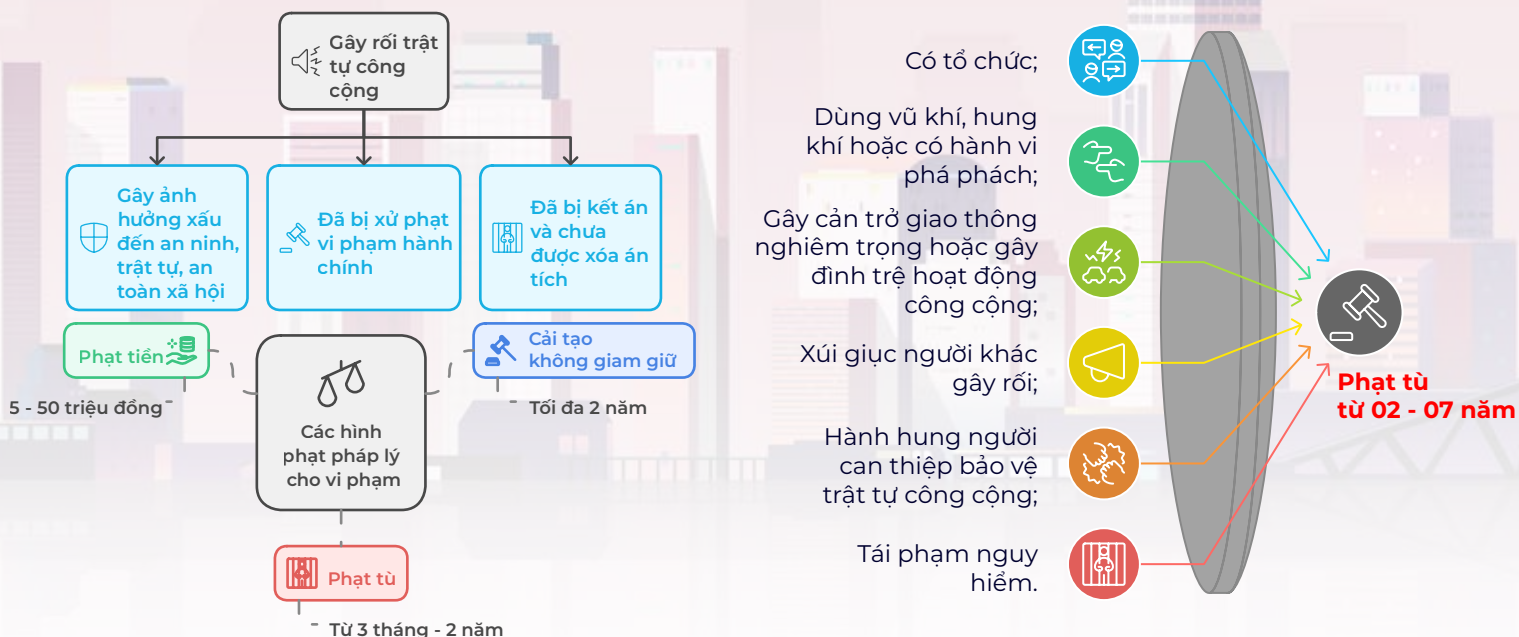 Gây rối trật
tự công
cộng
Gây ảnh
hưởng xấu
đến an ninh,
trật tự, an
toàn xã hội
Đã bị xử phạt
vi phạm hành
chính
Đã bị kết án
và chưa
được xóa án
tích
Phạt tiền
5 - 50 triệu đồng
Các hình
phạt pháp lý
cho vi phạm
Cải tạo
không giam giữ
Tối đa 2 năm
Phạt tù
Từ 3 tháng - 2 năm
Có tổ chức;
Dùng vũ khí, hung
khí hoặc có hành vi
phá phách;
Gây cản trở giao thông
nghiêm trọng hoặc gây
đình trệ hoạt động
công cộng;
Xúi giục người khác
gây rối;
Hành hung người
can thiệp bảo vệ
trật tự công cộng;
Tái phạm nguy
hiểm.
Phạt tù
từ 02 - 07 năm